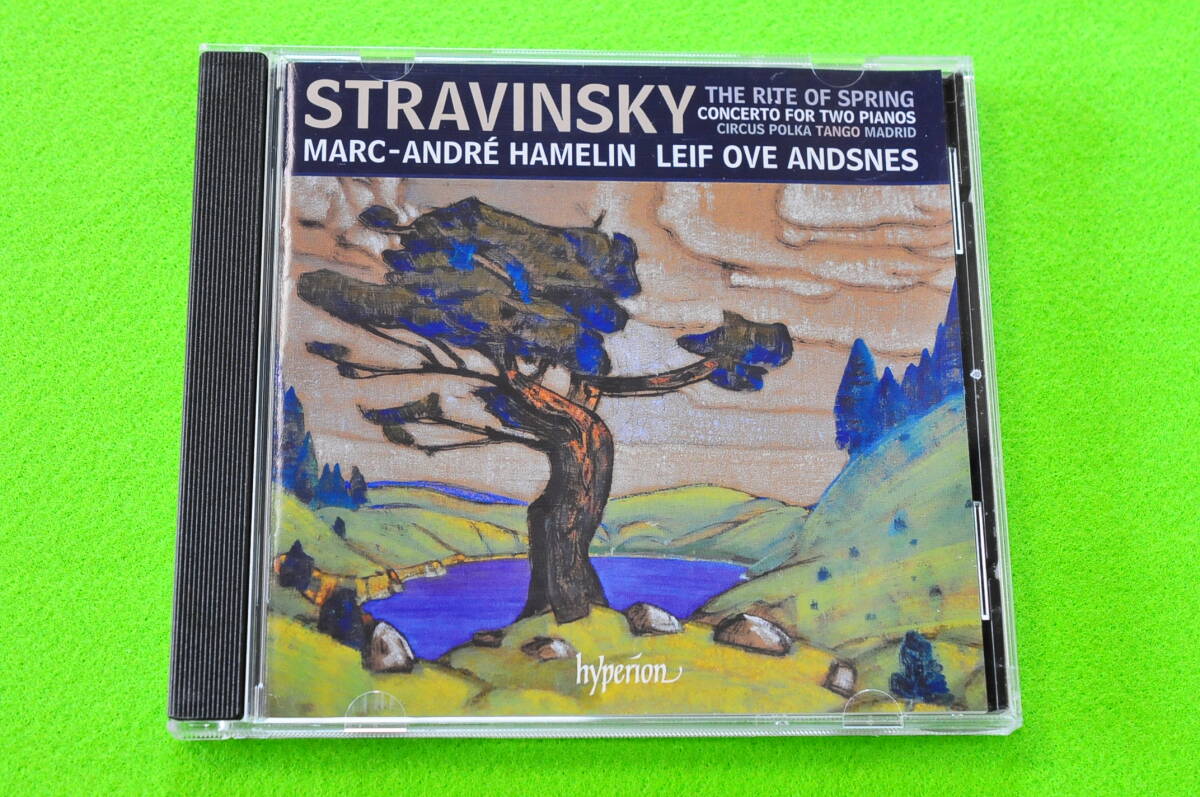 STRAVINSKY
THE RITE OF SPRING
CONCERTO FOR TWO PIANOS
CIRCUS POLKA TANGO MADRID
MARC-ANDRÉ HAMELIN LEIF OVE ANDSNES
hyperion